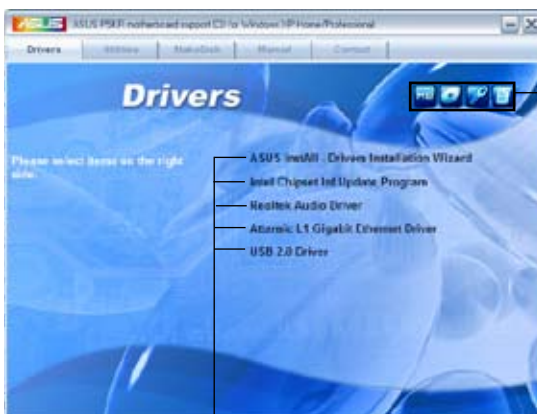 ASUS motherboard support CD for Windows XP Home/Professional
Drivers Utilities MakeDisk Manual Contact
Drivers
Please select items on the right
side.
ASUS InstAll - Drivers Installation Wizard
Intel Chipset Inf Update Program
Realtek Audio Driver
Attansic L1 Gigabit Ethernet Driver
USB 2.0 Driver